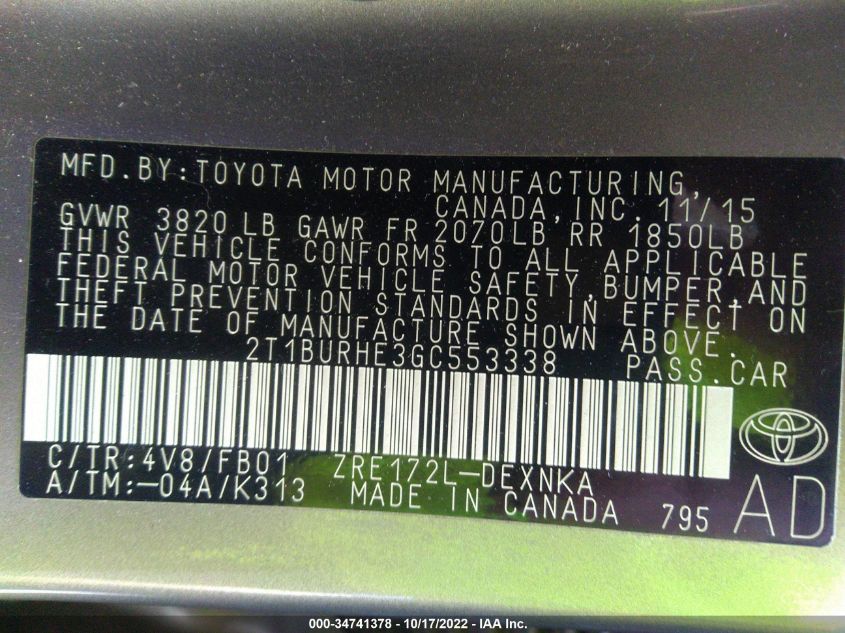 MFD.BY:TOYOTA MOTOR MANUFACTURING,
CANADA,INC. 11/15
GVWR 3820 LB GAWR FR 2070LB RR 1850LB
THIS VEHICLE CONFORMS TO ALL APPLICABLE
FEDERAL MOTOR VEHICLE SAFETY,BUMPER,AND
THEFT PREVENTION STANDARDS IN EFFECT ON
THE DATE OF MANUFACTURE SHOWN ABOVE.
2T1BURHE3GC553338 PASS.CAR
C/TR:4V8/FB01 ZRE172L-DEXNKA
A/TM:-04A/K313 MADE IN CANADA 795 AD
000-34741378 - 10/17/2022 - IAA Inc.